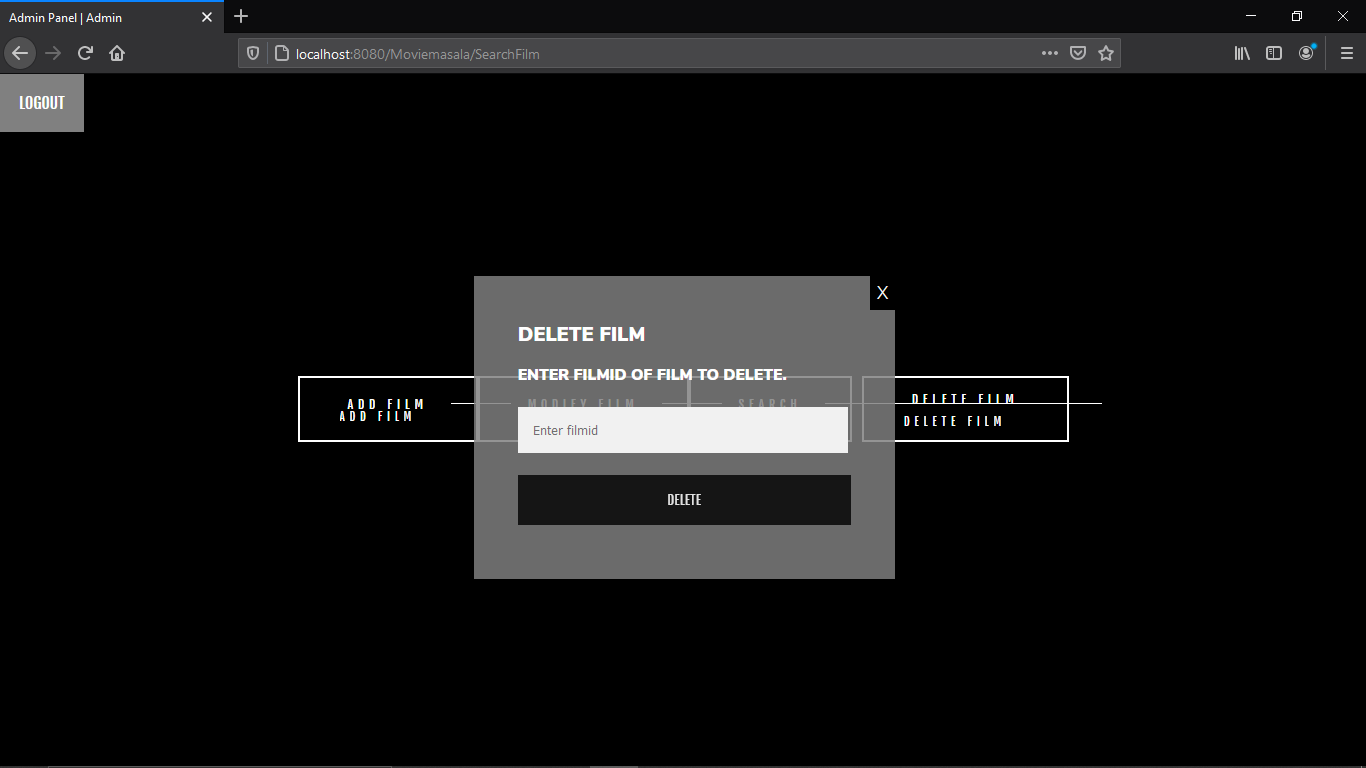 Admin Panel | Admin
localhost:8080/Moviemasala/SearchFilm
LOGOUT
X
DELETE FILM
ENTER FILMID OF FILM TO DELETE.
ADD FILM
MODIFY FILM
SEARCH
DELETE FILM
ADD FILM
DELETE FILM
Enter filmid
DELETE